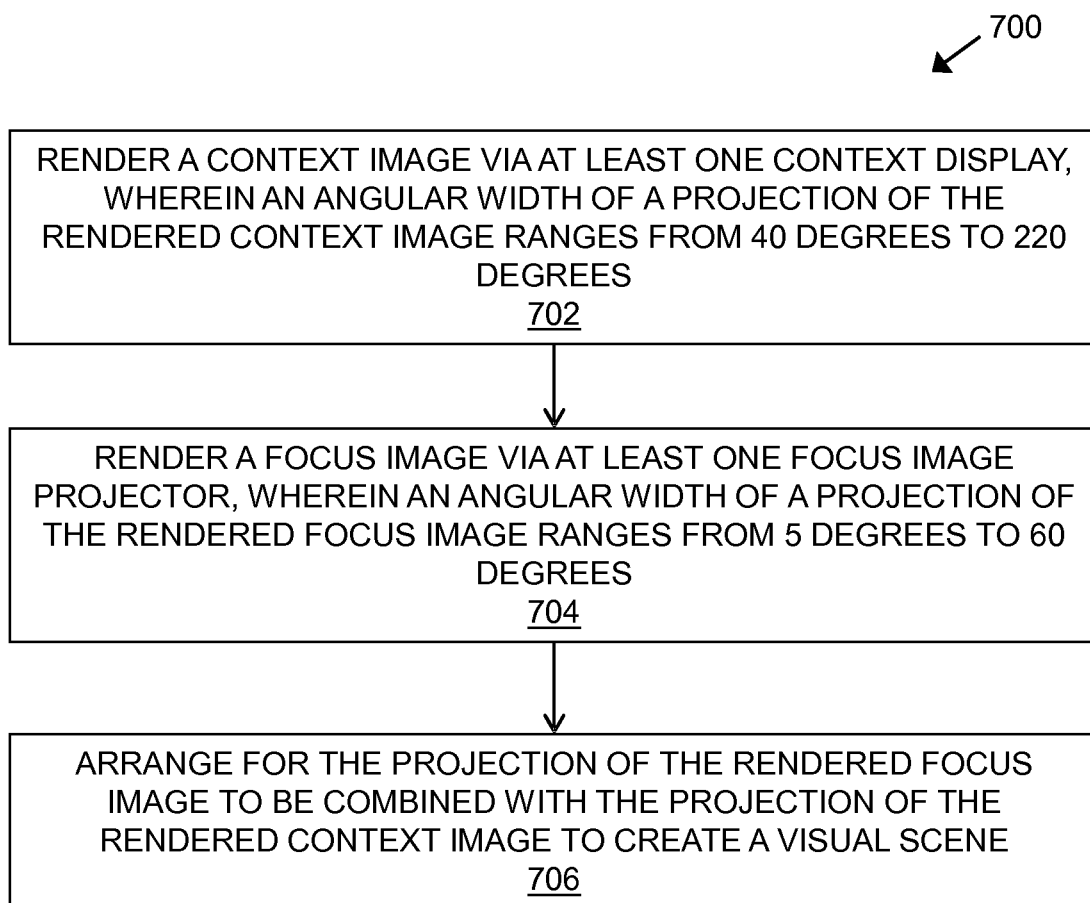 700
RENDER A CONTEXT IMAGE VIA AT LEAST ONE CONTEXT DISPLAY,
WHEREIN AN ANGULAR WIDTH OF A PROJECTION OF THE
RENDERED CONTEXT IMAGE RANGES FROM 40 DEGREES TO 220
DEGREES
702
RENDER A FOCUS IMAGE VIA AT LEAST ONE FOCUS IMAGE
PROJECTOR, WHEREIN AN ANGULAR WIDTH OF A PROJECTION OF
THE RENDERED FOCUS IMAGE RANGES FROM 5 DEGREES TO 60
DEGREES
704
ARRANGE FOR THE PROJECTION OF THE RENDERED FOCUS
IMAGE TO BE COMBINED WITH THE PROJECTION OF THE
RENDERED CONTEXT IMAGE TO CREATE A VISUAL SCENE
706